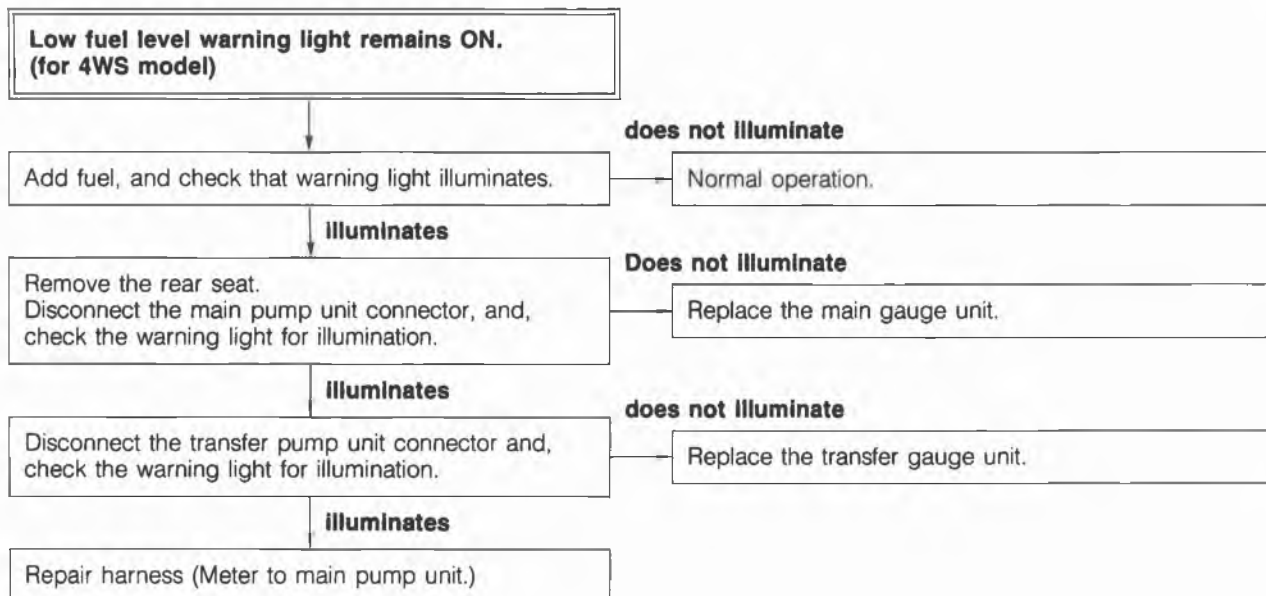 Low fuel level warning light remains ON.
(for 4WS model)
does not illuminate
Add fuel, and check that warning light illuminates.
Normal operation.
illuminates
Does not illuminate
Remove the rear seat.
Disconnect the main pump unit connector, and,
check the warning light for illumination.
Replace the main gauge unit.
illuminates
does not illuminate
Disconnect the transfer pump unit connector and,
check the warning light for illumination.
Replace the transfer gauge unit.
illuminates
Repair harness (Meter to main pump unit.)